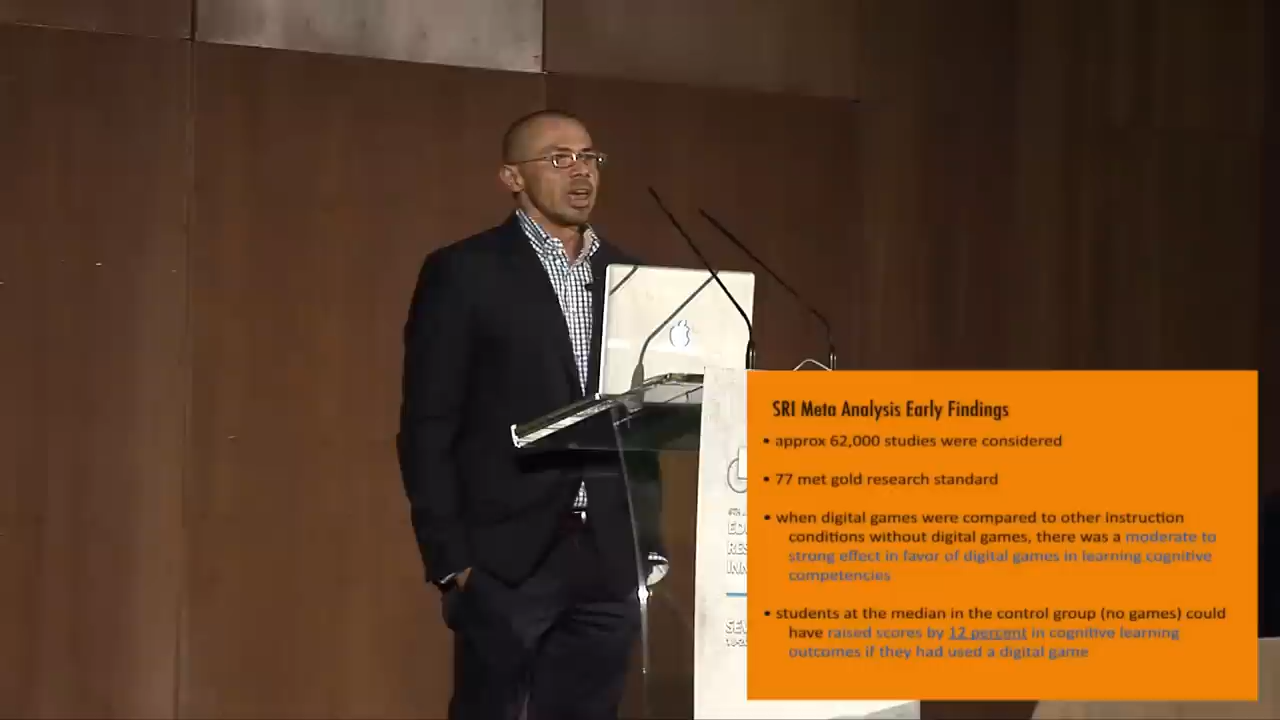 SRI Meta Analysis Early Findings
• approx 62,000 studies were considered
• 77 met gold research standard
• when digital games were compared to other instruction
conditions without digital games, there was a moderate to
strong effect in favor of digital games in learning cognitive
competencies
• students at the median in the control group (no games) could
have raised scores by 12 percent in cognitive learning
outcomes if they had used a digital game